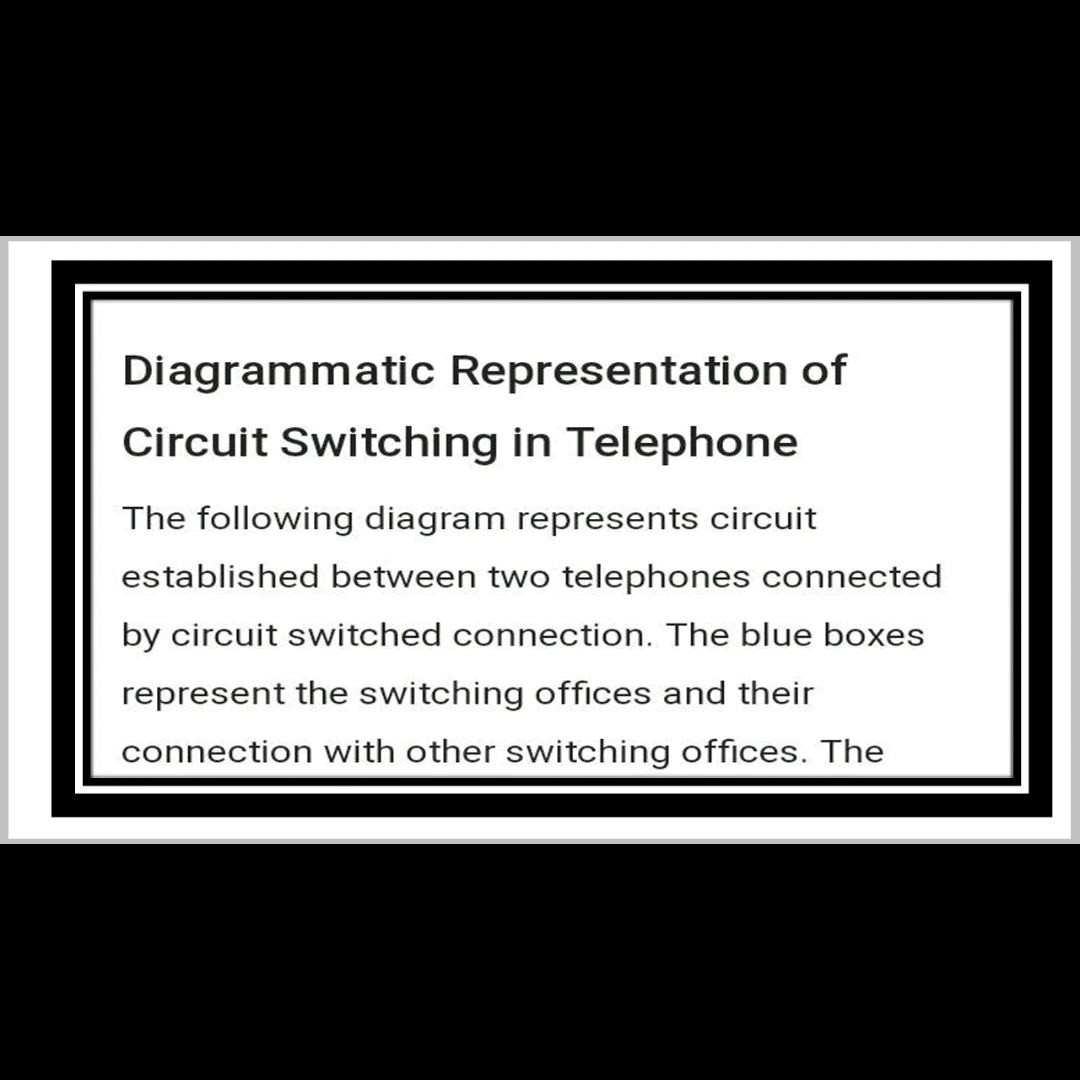 Diagrammatic Representation of
Circuit Switching in Telephone
The following diagram represents circuit
established between two telephones connected
by circuit switched connection. The blue boxes
represent the switching offices and their
connection with other switching offices. The